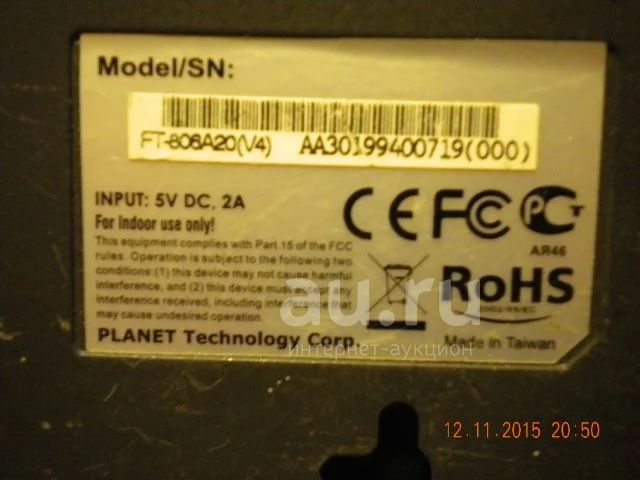 Model/SN:
FT-806A20(V4) AA30199400719(000)
INPUT: 5V DC, 2A
For Indoor use only!
This equipment complies with Part 15 of the FCC
rules. Operation is subject to the following two
conditions:(1) this device may not cause harmful
interference, and (2) this device must accept any
interference received, including interference that
may cause undesired operation.
PLANET Technology Corp.
CE FC PC T
АЯ46
RoHS
2002/95/EC
Made in Taiwan
au.ru
интернет-аукцион
12.11.2015 20:50